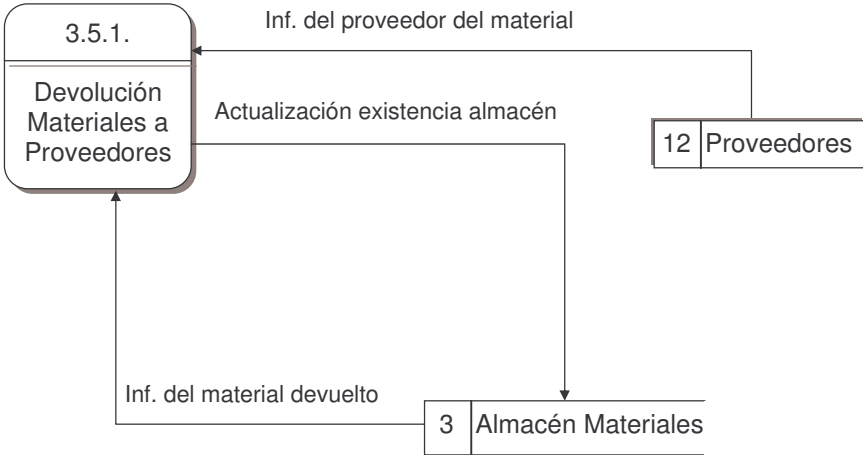 Inf. del proveedor del material
3.5.1.
Devolución
Materiales a
Proveedores
Actualización existencia almacén
12 Proveedores
Inf. del material devuelto
3 Almacén Materiales